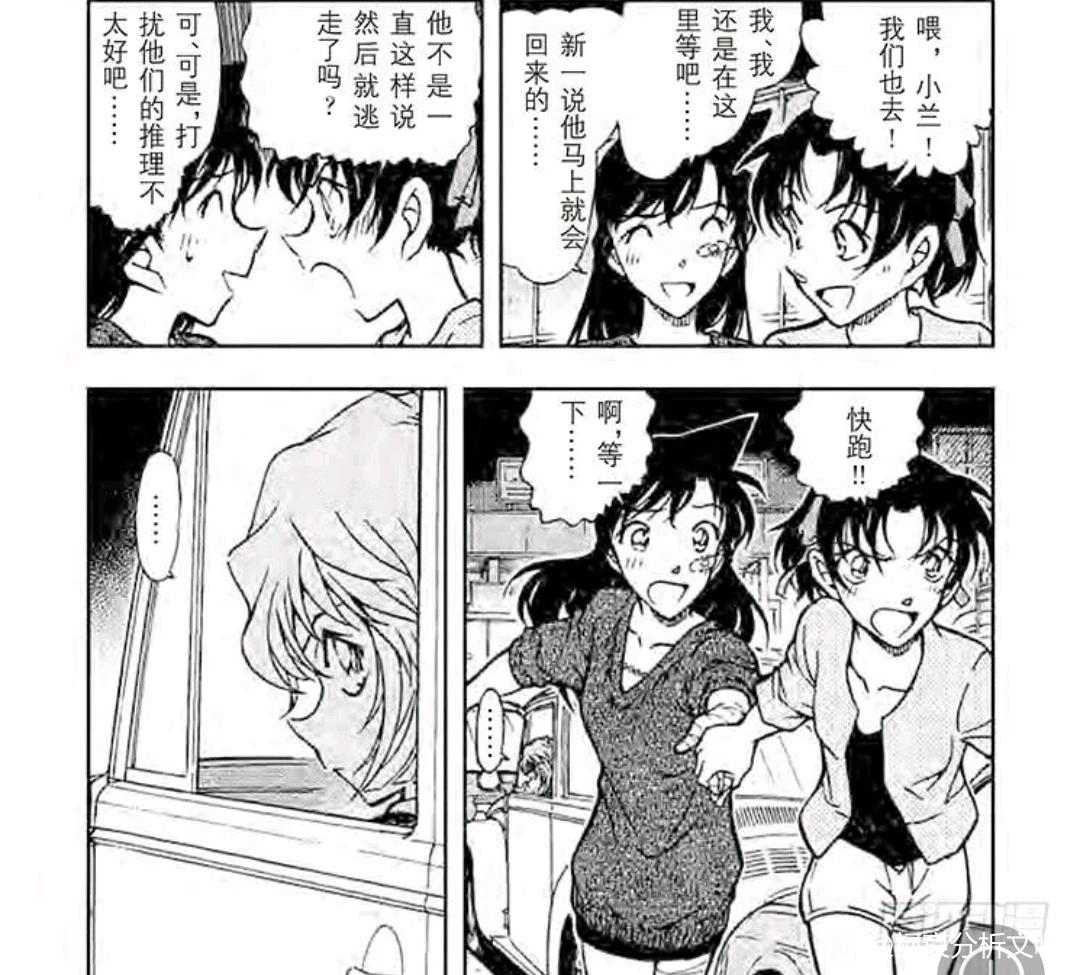 喂，小兰！
我们也去！
我、我
还是在这
里等吧……
新一说他马上就会
回来的……
他不是一
直这样说
然后就逃
走了吗？
可、可是，打
扰他们的推理不
太好吧……
快跑!!
啊，等一
下……
……
……